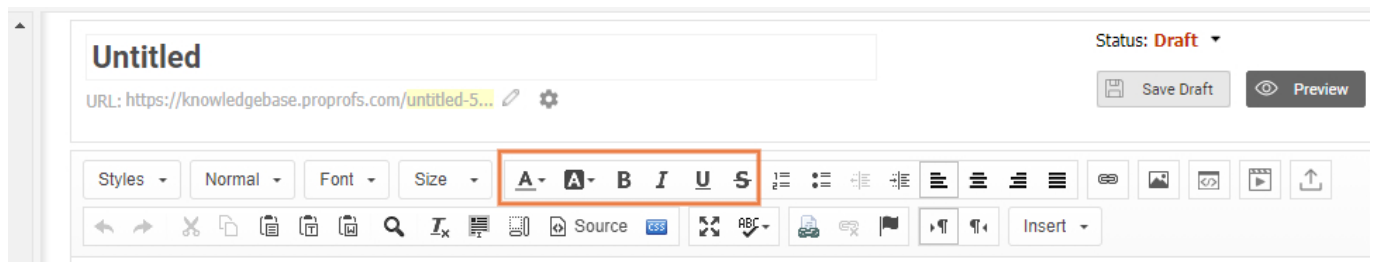 Untitled
Status: Draft
URL: https://knowledgebase.proprofs.com/untitled-5...
Save Draft
Preview
Styles Normal Font Size A A B I U S
Source css ABC Insert